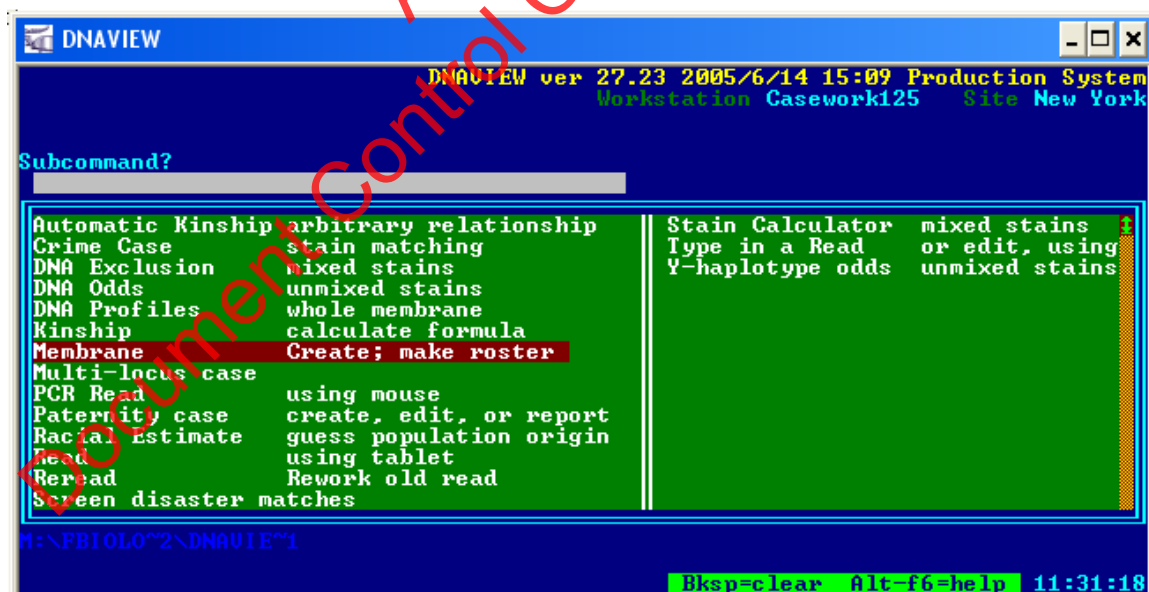 DNAVIEW
DNAVIEW ver 27.23 2005/6/14 15:09 Production System
Workstation Casework125 Site New York
Subcommand?
Automatic Kinship arbitrary relationship
Crime Case stain matching
DNA Exclusion mixed stains
DNA Odds unmixed stains
DNA Profiles whole membrane
Kinship calculate formula
Membrane Create; make roster
Multi-locus case
PCR Read using mouse
Paternity case create, edit, or report
Racial Estimate guess population origin
Read using tablet
Reread Rework old read
Screen disaster matches
Stain Calculator mixed stains
Type in a Read or edit, using
Y-haplotype odds unmixed stains
M:\FBIOLO~2\DNAVIE~1
Bksp=clear Alt-f6=help 11:31:18
Document Control